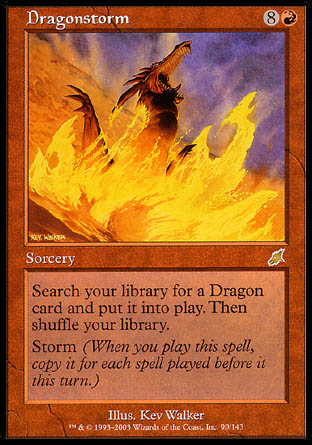 Dragonstorm 8
KEV WALKER
Sorcery
Search your library for a Dragon
card and put it into play. Then
shuffle your library.
Storm (When you play this spell,
copy it for each spell played before it
this turn.)
Illus. Kev Walker
™ & © 1993–2003 Wizards of the Coast, Inc. 90/143